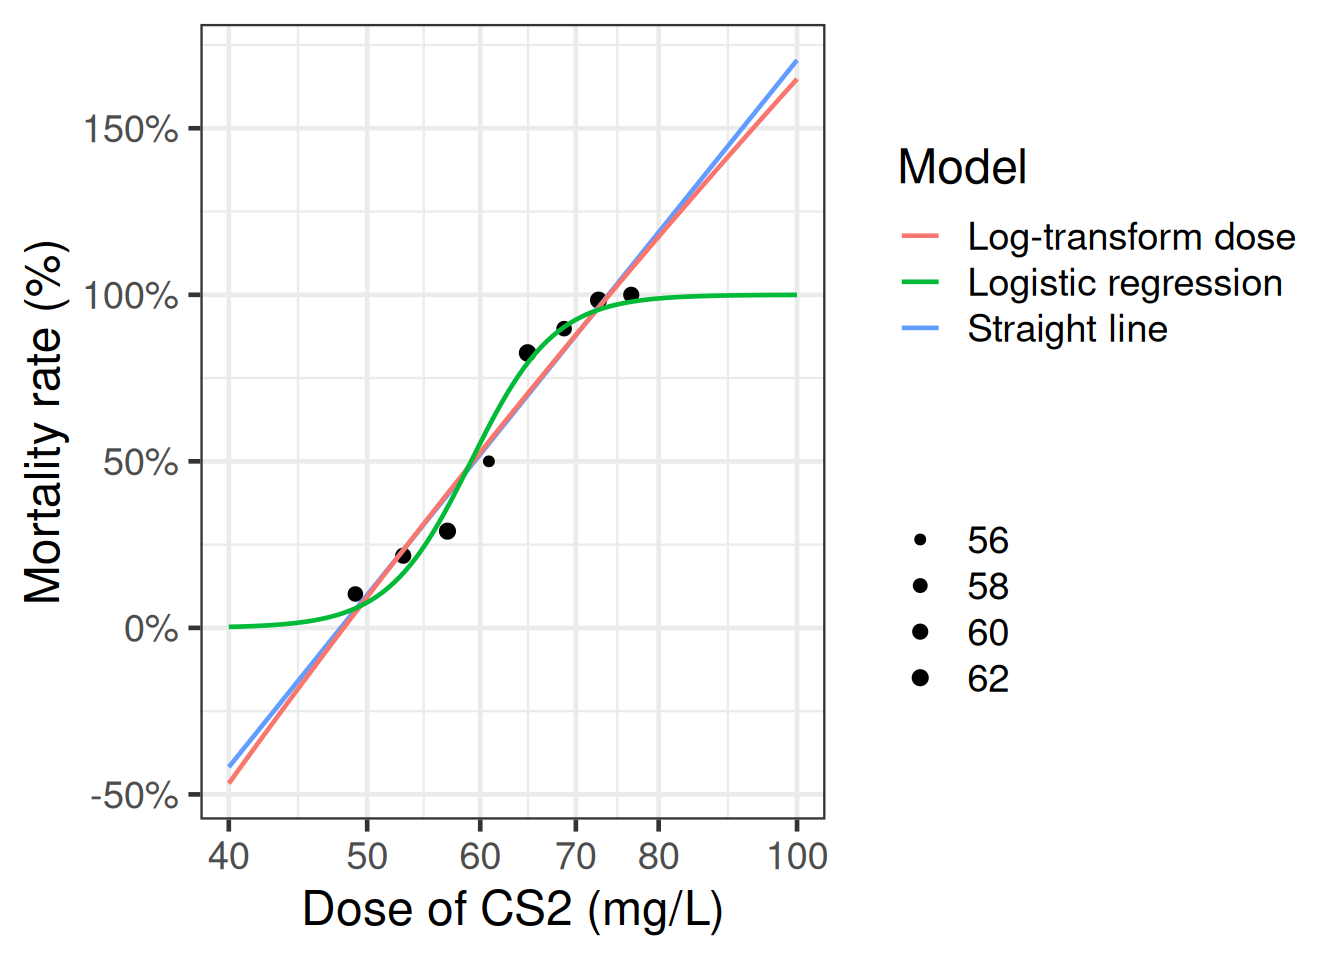 150%
100%
50%
0%
-50%
Mortality rate (%)
40 50 60 70 80 100
Dose of CS2 (mg/L)
Model
Log-transform dose
Logistic regression
Straight line
56
58
60
62